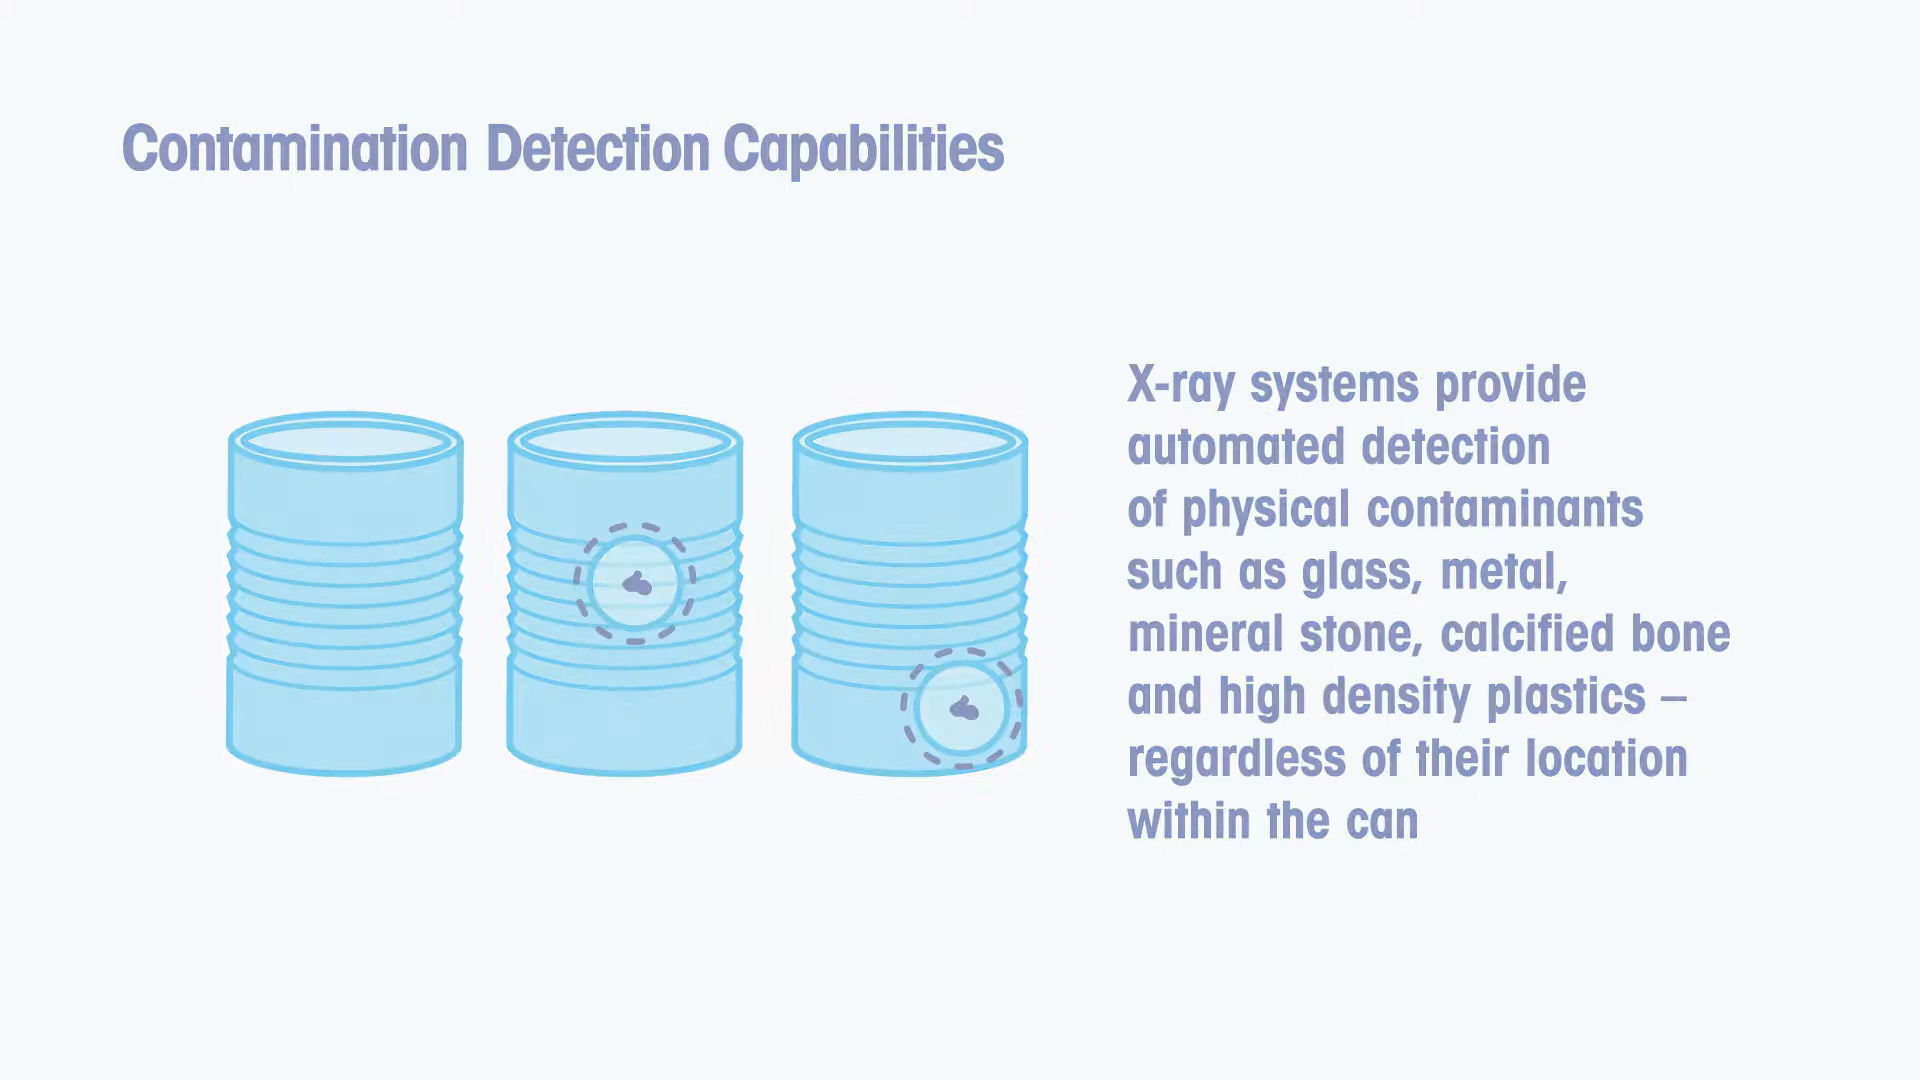 Contamination Detection Capabilities
X-ray systems provide
automated detection
of physical contaminants
such as glass, metal,
mineral stone, calcified bone
and high density plastics –
regardless of their location
within the can